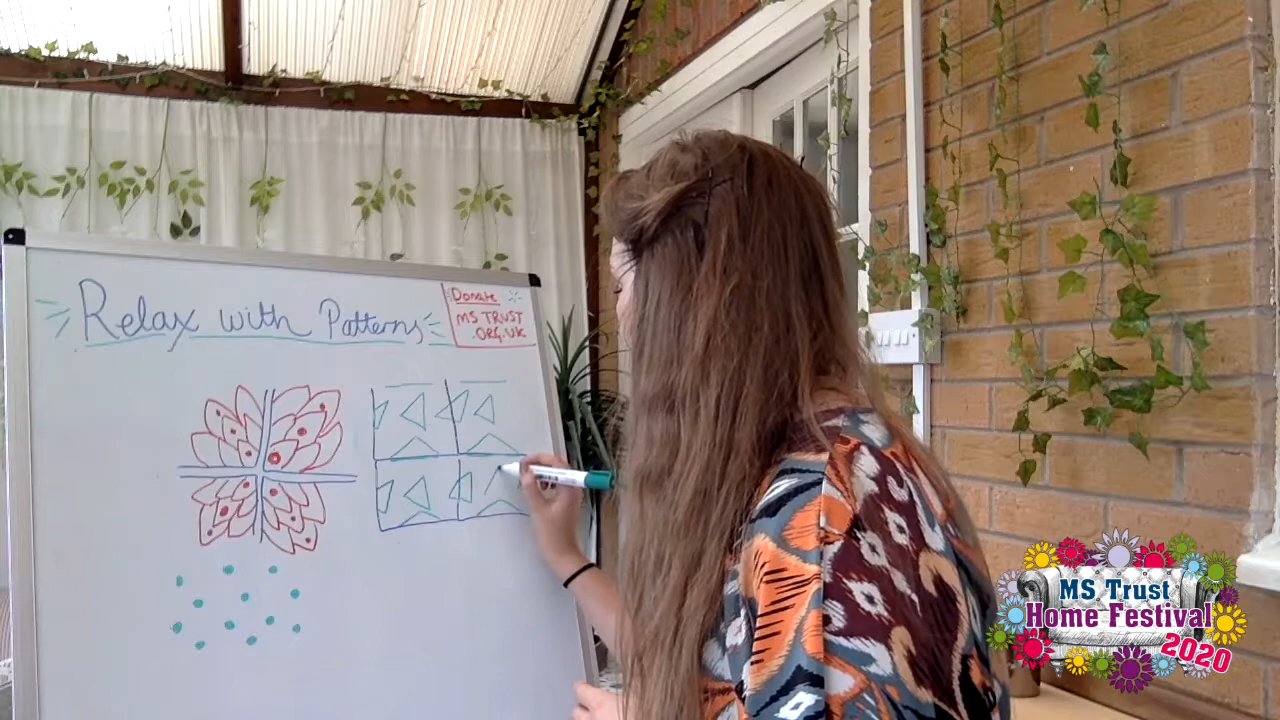 Relax with Patterns
Donate
MS TRUST
.ORG.UK
MS Trust
Home Festival
2020